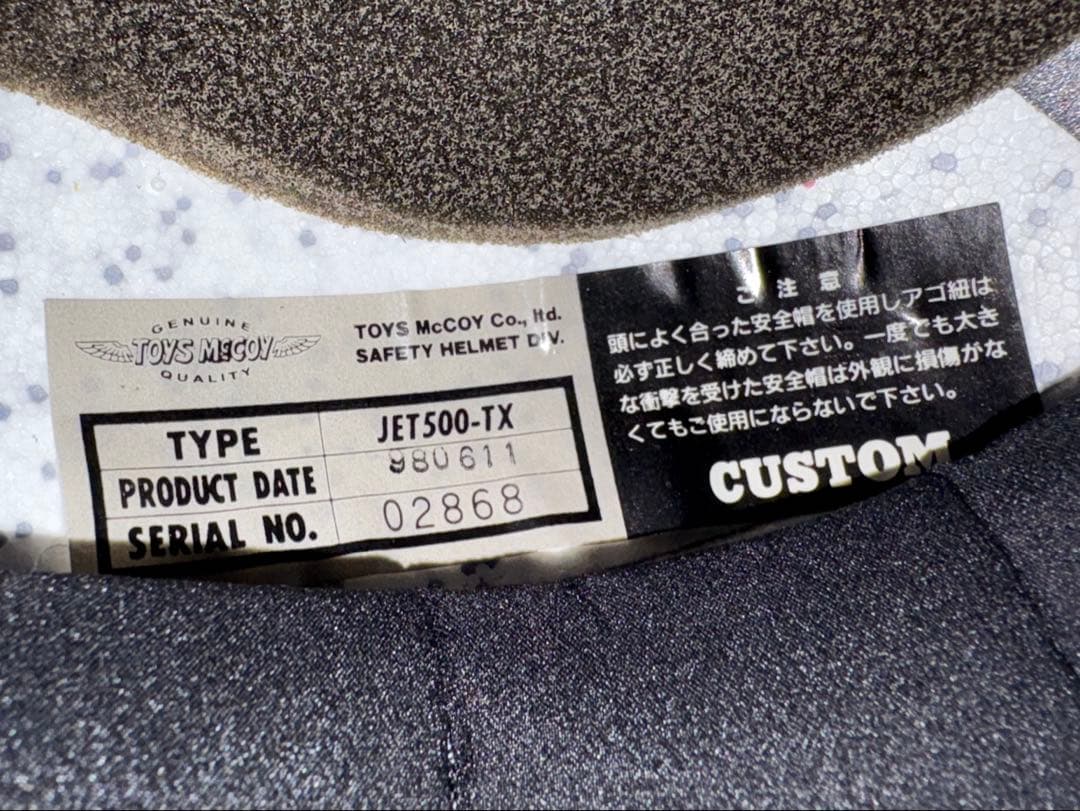 GENUINE
TOYS McCOY
QUALITY
TOYS McCOY Co., ltd.
SAFETY HELMET DIV.
TYPE JET500-TX
PRODUCT DATE 980611
SERIAL NO. 02868
ご注意
頭によく合った安全帽を使用しアゴ紐は
必ず正しく締めて下さい。一度でも大き
な衝撃を受けた安全帽は外観に損傷がな
くてもご使用にならないで下さい。
CUSTOM